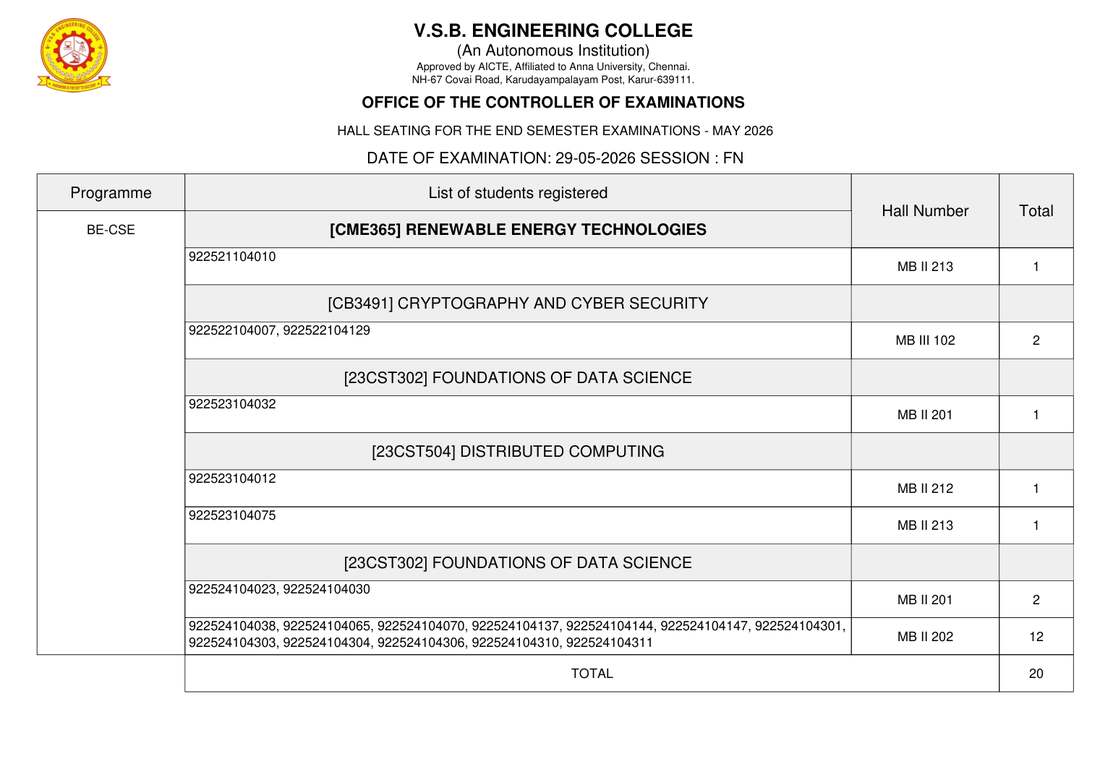 V.S.B. ENGINEERING COLLEGE
(An Autonomous Institution)
Approved by AICTE, Affiliated to Anna University, Chennai.
NH-67 Covai Road, Karudayampalayam Post, Karur-639111.
OFFICE OF THE CONTROLLER OF EXAMINATIONS
HALL SEATING FOR THE END SEMESTER EXAMINATIONS - MAY 2026
DATE OF EXAMINATION: 29-05-2026 SESSION : FN
Programme List of students registered Hall Number Total
BE-CSE [CME365] RENEWABLE ENERGY TECHNOLOGIES
922521104010 MB II 213 1
[CB3491] CRYPTOGRAPHY AND CYBER SECURITY
922522104007, 922522104129 MB III 102 2
[23CST302] FOUNDATIONS OF DATA SCIENCE
922523104032 MB II 201 1
[23CST504] DISTRIBUTED COMPUTING
922523104012 MB II 212 1
922523104075 MB II 213 1
[23CST302] FOUNDATIONS OF DATA SCIENCE
922524104023, 922524104030 MB II 201 2
922524104038, 922524104065, 922524104070, 922524104137, 922524104144, 922524104147, 922524104301,
922524104303, 922524104304, 922524104306, 922524104310, 922524104311 MB II 202 12
TOTAL 20